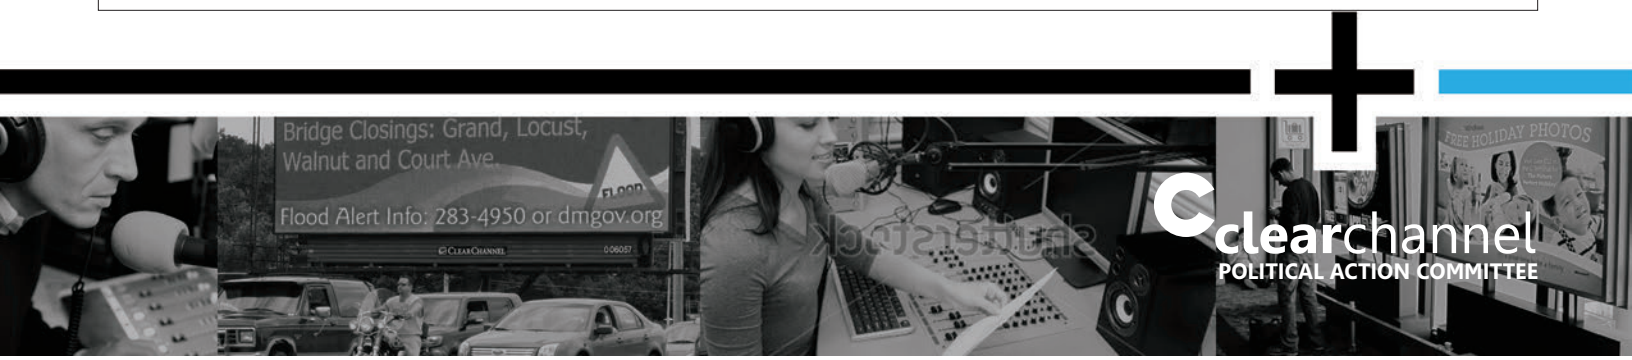 Bridge Closings: Grand, Locust,
Walnut and Court Ave.
FLOOD
Flood Alert Info: 283-4950 or dmgov.org
CLEARCHANNEL
006057
shutterstock
FREE HOLIDAY PHOTOS
clearchannel
POLITICAL ACTION COMMITTEE